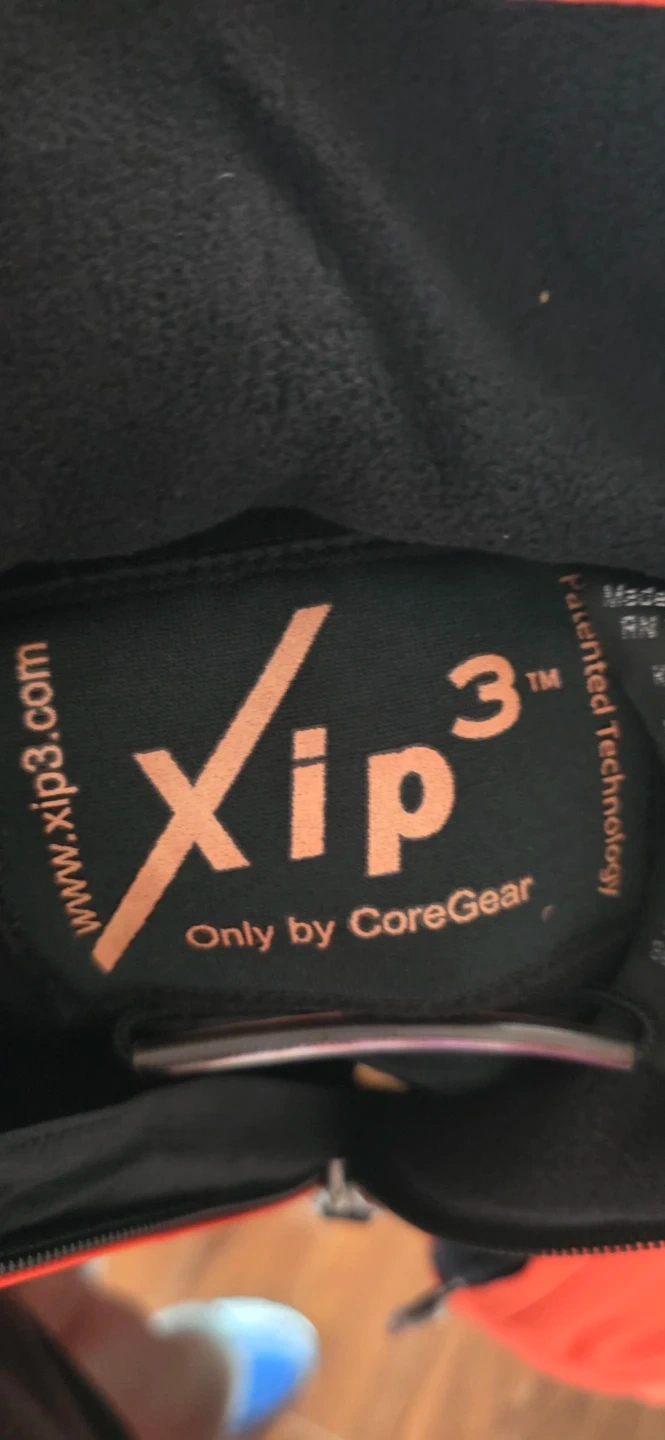 www.xip3.com
Xip3™
Only by CoreGear
Patented Technology